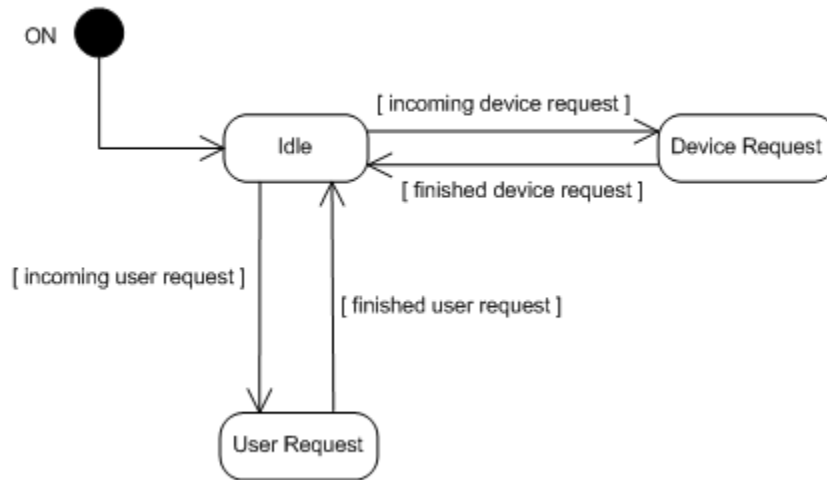 ON
[ incoming device request ]
Idle
Device Request
[ finished device request ]
[ incoming user request ]
[ finished user request ]
User Request